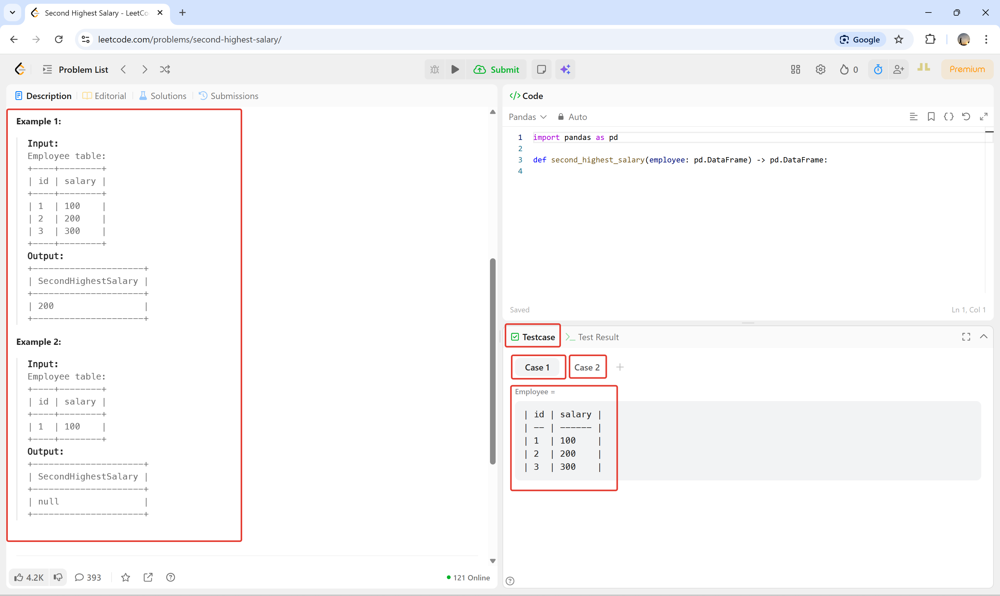 Second Highest Salary - LeetCo
leetcode.com/problems/second-highest-salary/
Google
Problem List
Submit
0
Premium
Description
Editorial
Solutions
Submissions
Example 1:
Input:
Employee table:
+----+--------+
| id | salary |
+----+--------+
| 1  | 100    |
| 2  | 200    |
| 3  | 300    |
+----+--------+
Output:
+---------------------+
| SecondHighestSalary |
+---------------------+
| 200                 |
+---------------------+
Example 2:
Input:
Employee table:
+----+--------+
| id | salary |
+----+--------+
| 1  | 100    |
+----+--------+
Output:
+---------------------+
| SecondHighestSalary |
+---------------------+
| null                |
+---------------------+
4.2K
393
121 Online
</> Code
Pandas
Auto
1 import pandas as pd
2
3 def second_highest_salary(employee: pd.DataFrame) -> pd.DataFrame:
4
Saved
Ln 1, Col 1
Testcase
Test Result
Case 1
Case 2
Employee =
| id | salary |
| -- | ------ |
| 1  | 100    |
| 2  | 200    |
| 3  | 300    |